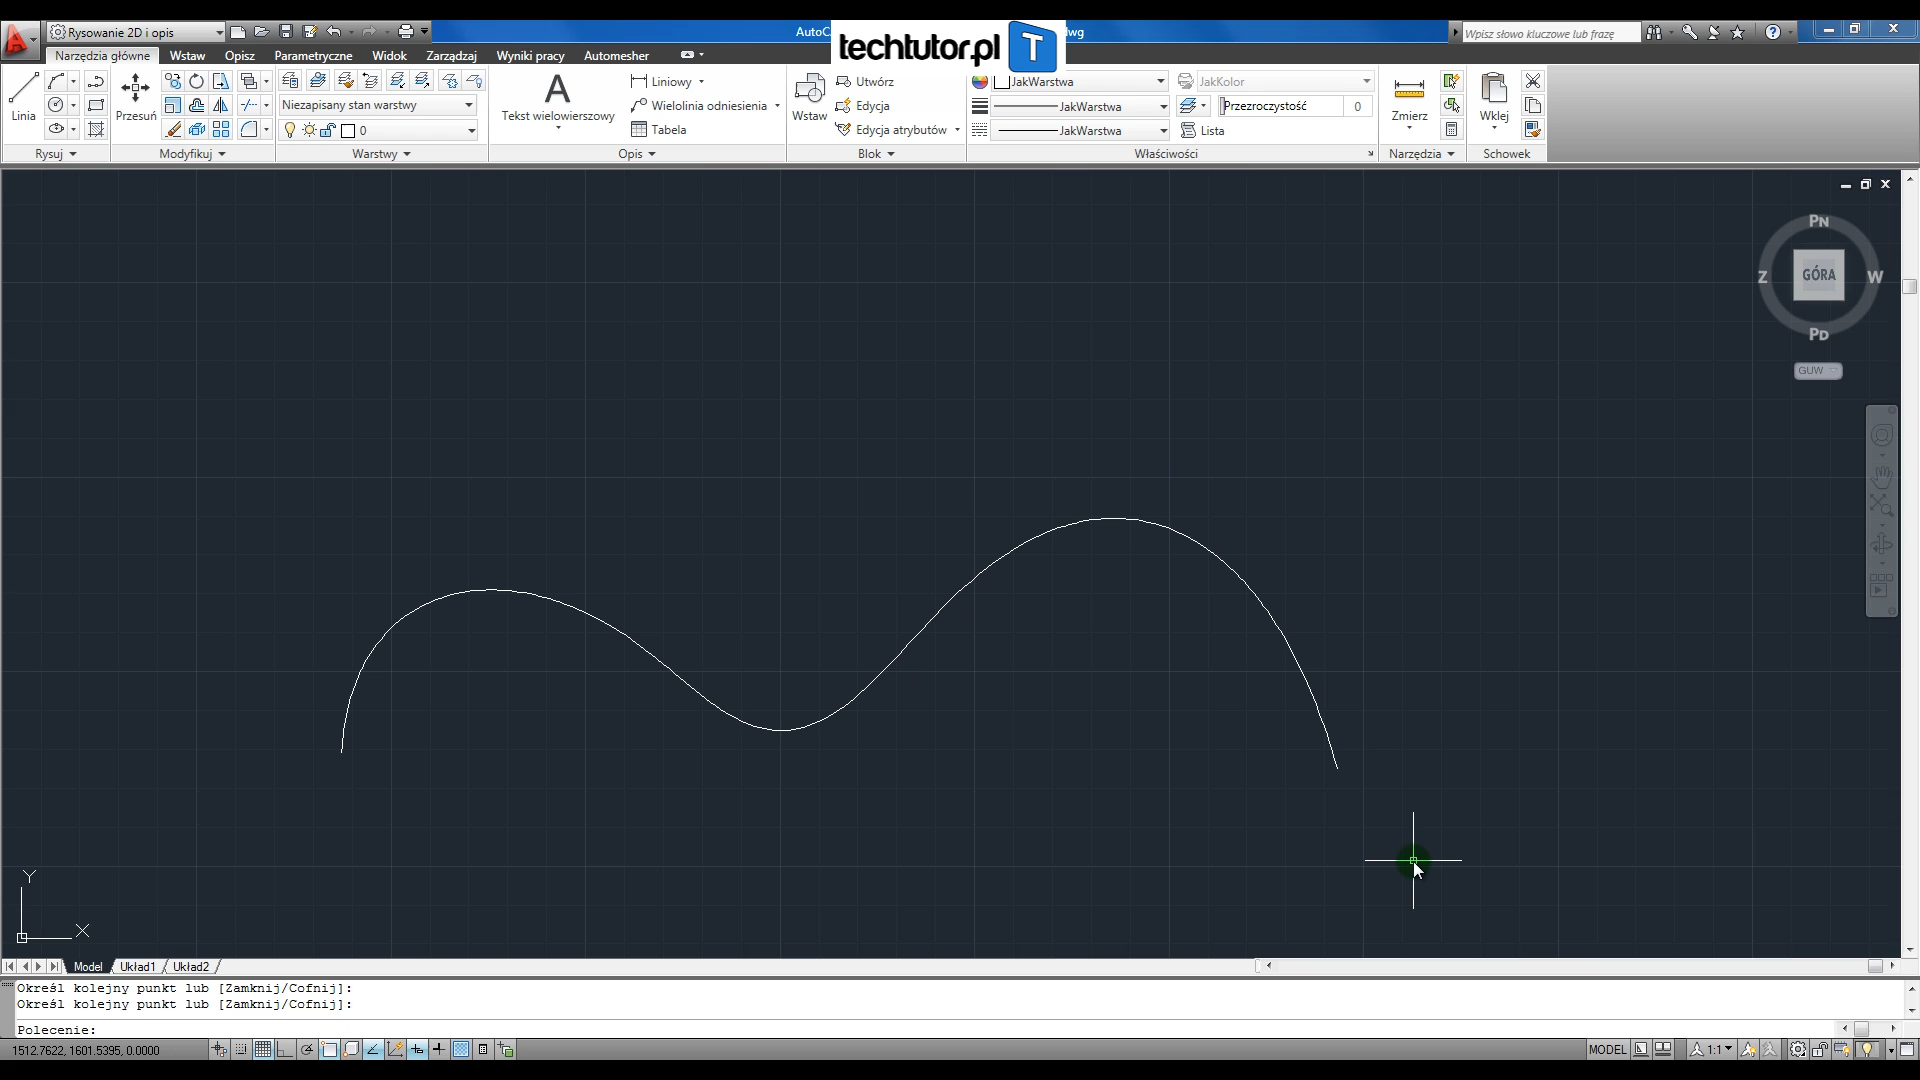 Rysowanie 2D i opis
AutoC
techtutor.pl T
wg
Wpisz słowo kluczowe lub frazę
Narzędzia główne Wstaw Opisz Parametryczne Widok Zarządzaj Wyniki pracy Automesher
Linia
Przesuń
Niezapisany stan warstwy
0
A
Tekst wielowierszowy
Liniowy
Wielolinia odniesienia
Tabela
Wstaw
Utwórz
Edycja
Edycja atrybutów
JakWarstwa
JakWarstwa
JakWarstwa
JakKolor
Przezroczystość 0
Lista
Zmierz
Wklej
Rysuj Modyfikuj Warstwy Opis Blok Właściwości Narzędzia Schowek
PN
Z GÓRA W
PD
GUW
Y
X
Model Układ1 Układ2
Określ kolejny punkt lub [Zamknij/Cofnij]:
Określ kolejny punkt lub [Zamknij/Cofnij]:
Polecenie:
1512.7622, 1601.5395, 0.0000
MODEL 1:1